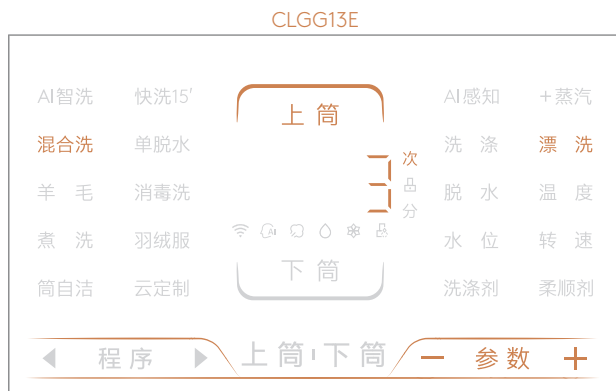 CLGG13E
AI智洗 快洗15′ 上筒 AI感知 +蒸汽
混合洗 单脱水 3 次 洗涤 漂洗
羊毛 消毒洗 분 脱水 温度
分
煮洗 羽绒服 AI 水位 转速
筒自洁 云定制 下筒 洗涤剂 柔顺剂
◀ 程序 ▶ 上筒 下筒 − 参数 +